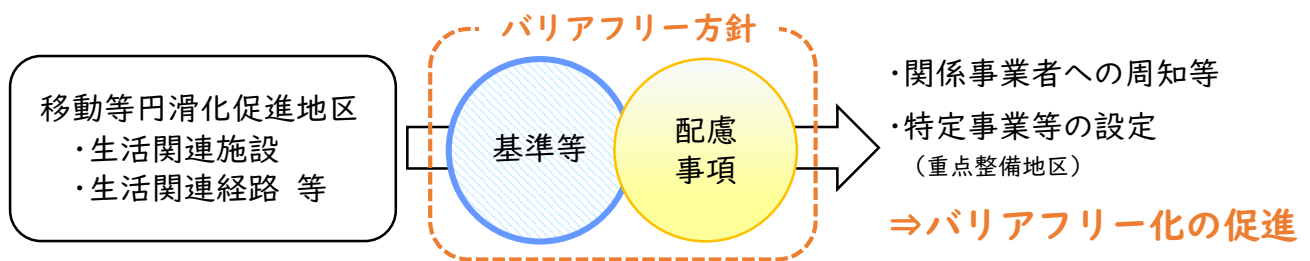 移動等円滑化促進地区
・生活関連施設
・生活関連経路 等
バリアフリー方針
基準等
配慮
事項
・関係事業者への周知等
・特定事業等の設定
（重点整備地区）
⇒バリアフリー化の促進